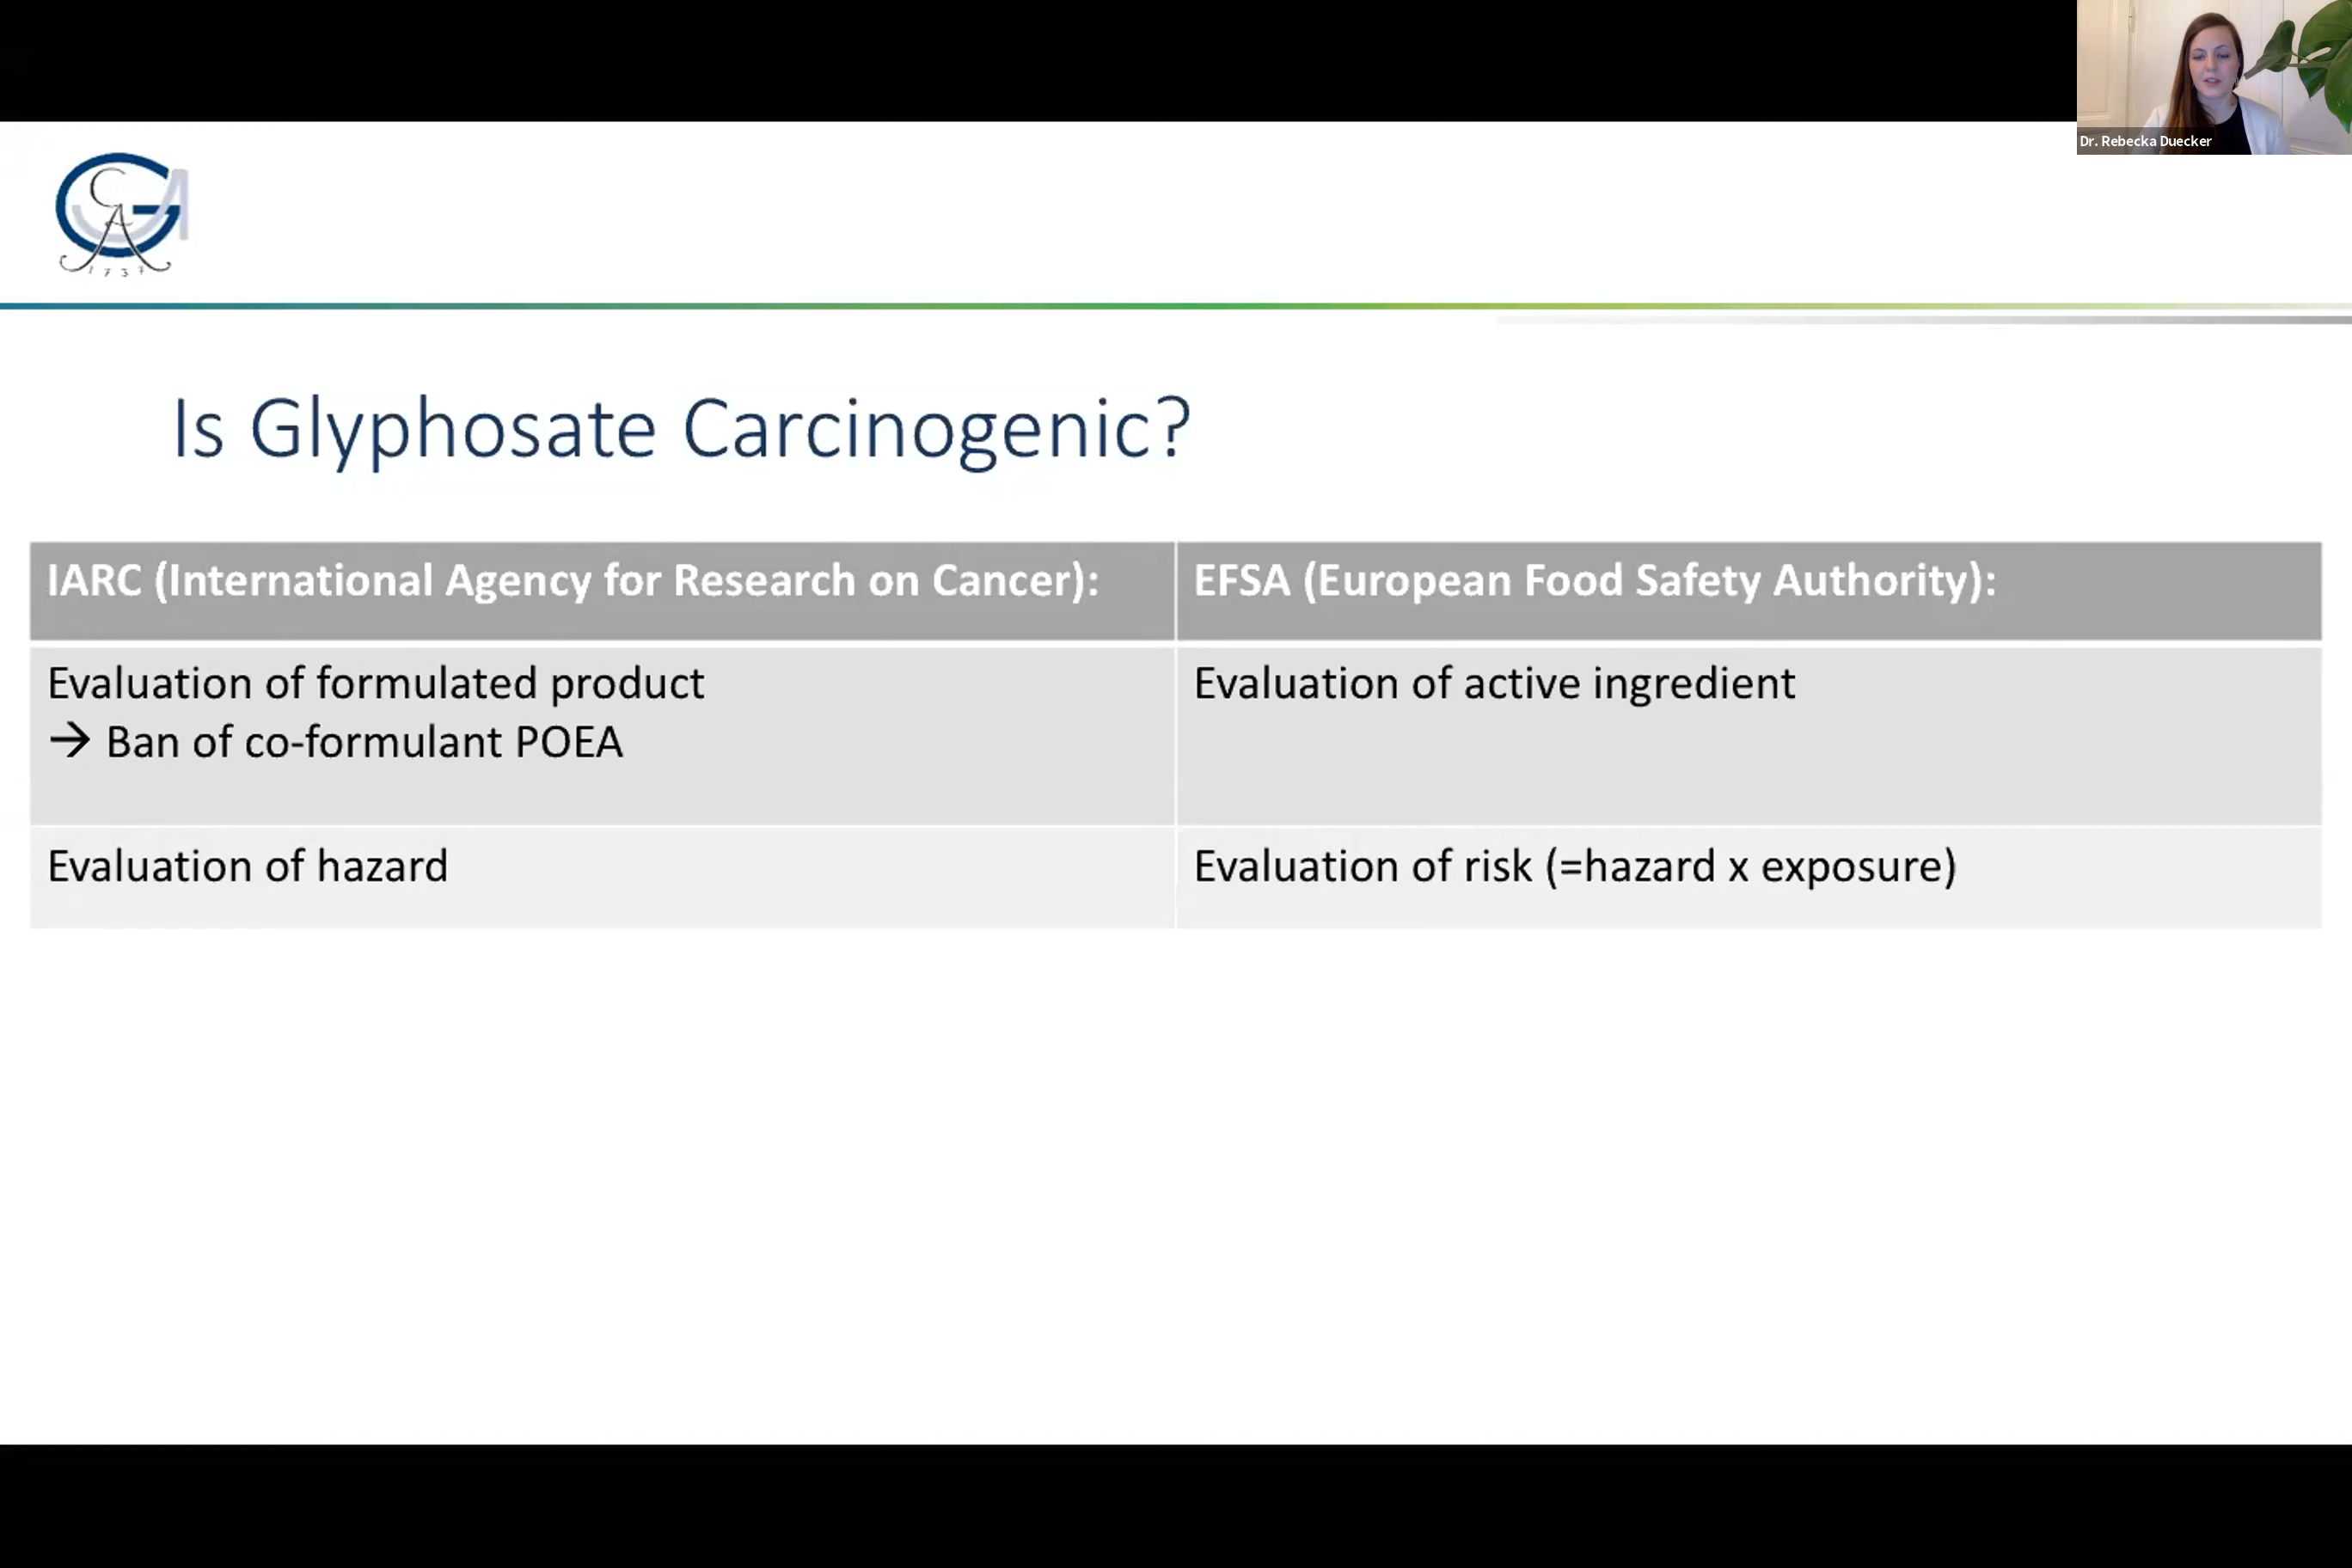 Dr. Rebecka Duecker
1737
Is Glyphosate Carcinogenic?
IARC (International Agency for Research on Cancer):
EFSA (European Food Safety Authority):
Evaluation of formulated product
→ Ban of co-formulant POEA
Evaluation of active ingredient
Evaluation of hazard
Evaluation of risk (=hazard x exposure)